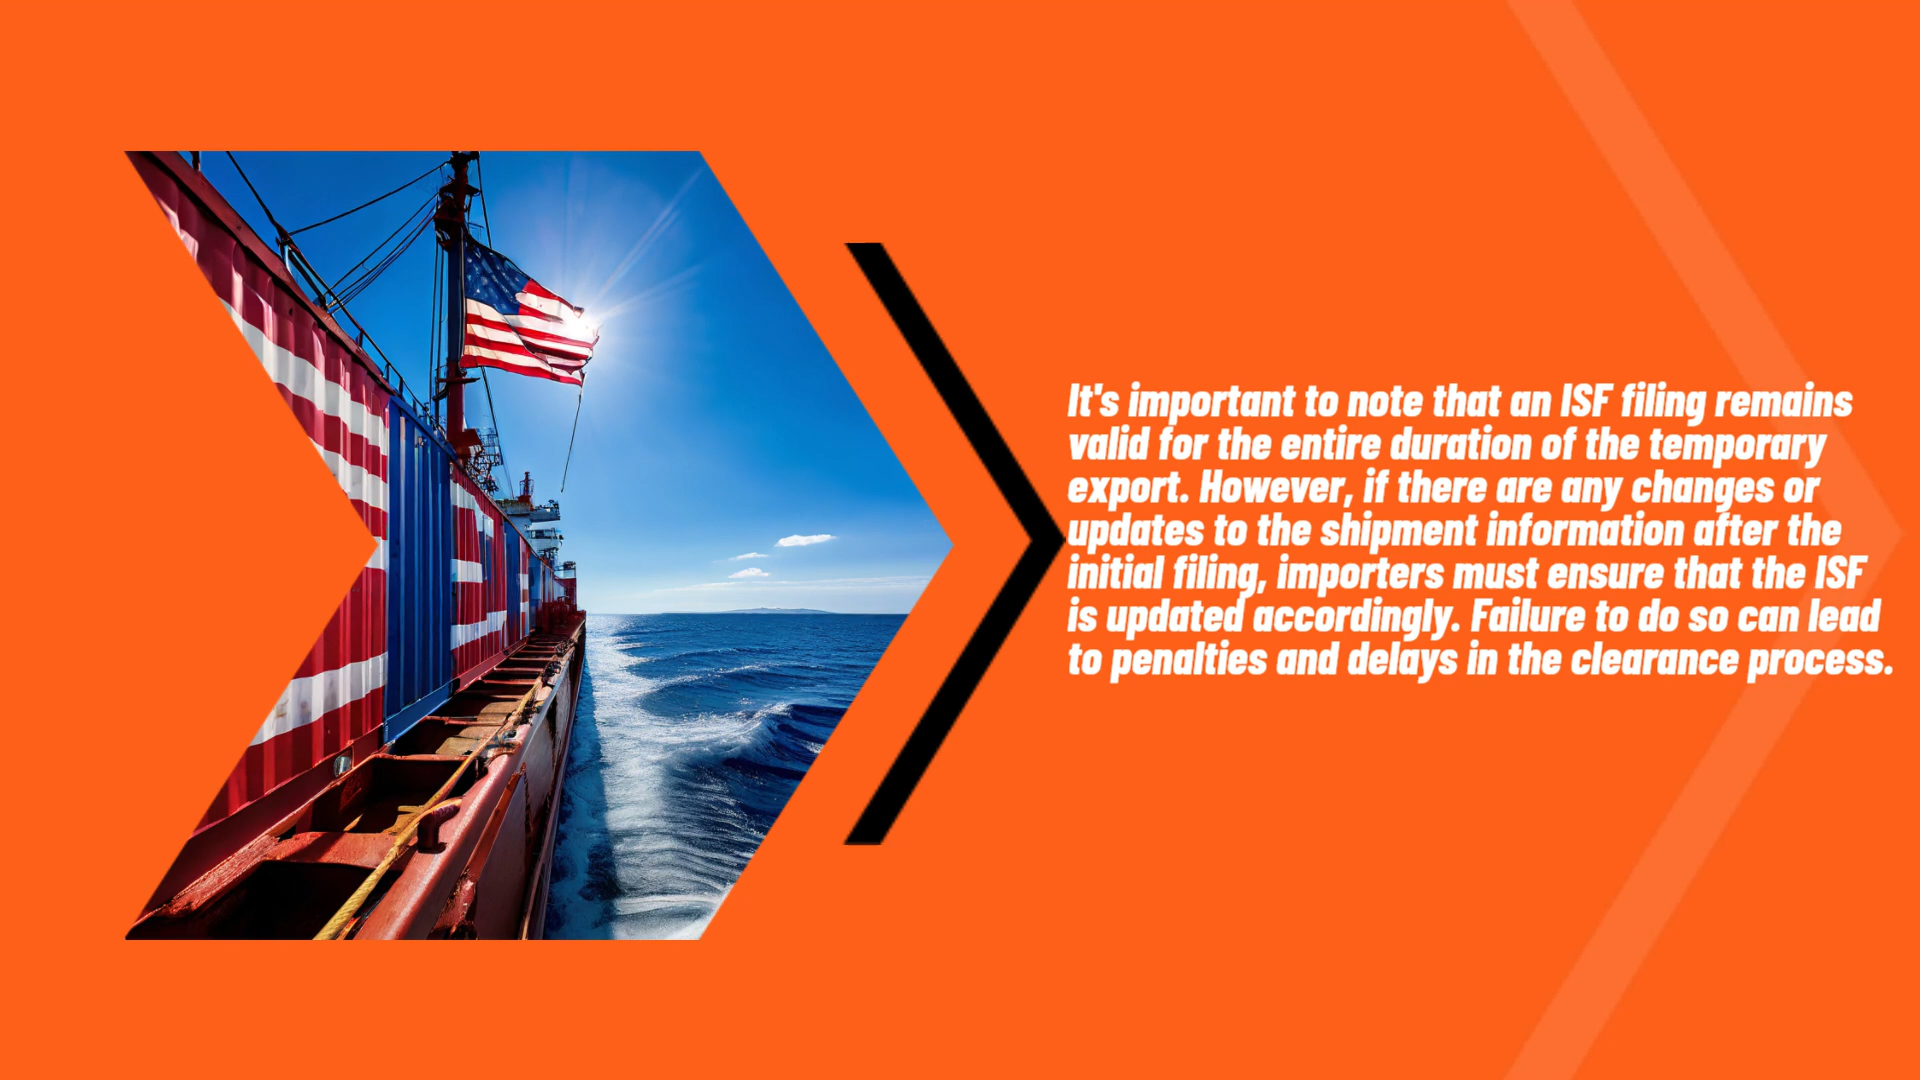 It's important to note that an ISF filing remains
valid for the entire duration of the temporary
export. However, if there are any changes or
updates to the shipment information after the
initial filing, importers must ensure that the ISF
is updated accordingly. Failure to do so can lead
to penalties and delays in the clearance process.